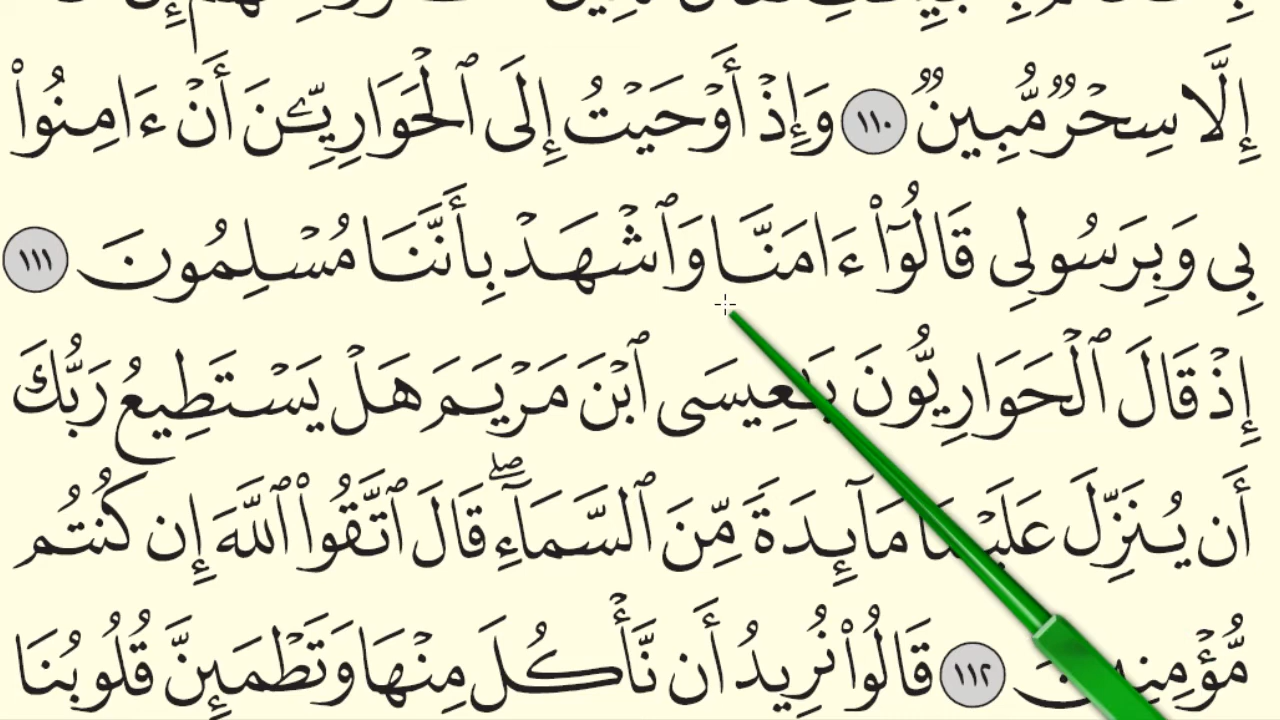 إِلَّا سِحْرٌ مُّبِينٌ ١١٠ وَإِذْ أَوْحَيْتُ إِلَى ٱلْحَوَارِيِّـۧنَ أَنْ ءَامِنُوا۟
بِى وَبِرَسُولِى قَالُوٓا۟ ءَامَنَّا وَٱشْهَدْ بِأَنَّنَا مُسْلِمُونَ ١١١
إِذْ قَالَ ٱلْحَوَارِيُّونَ يَـٰعِيسَى ٱبْنَ مَرْيَمَ هَلْ يَسْتَطِيعُ رَبُّكَ
أَن يُنَزِّلَ عَلَيْنَا مَآئِدَةً مِّنَ ٱلسَّمَآءِ ۖ قَالَ ٱتَّقُوا۟ ٱللَّهَ إِن كُنتُم
مُّؤْمِنِينَ ١١٢ قَالُوا۟ نُرِيدُ أَن نَّأْكُلَ مِنْهَا وَتَطْمَئِنَّ قُلُوبُنَا